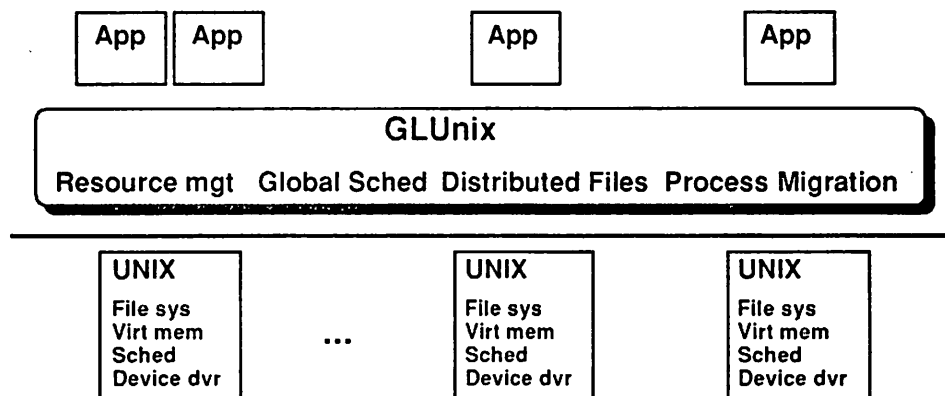 App App App App
GLUnix
Resource mgt Global Sched Distributed Files Process Migration
UNIX UNIX UNIX
File sys File sys File sys
Virt mem Virt mem Virt mem
... 
Sched Sched Sched
Device dvr Device dvr Device dvr